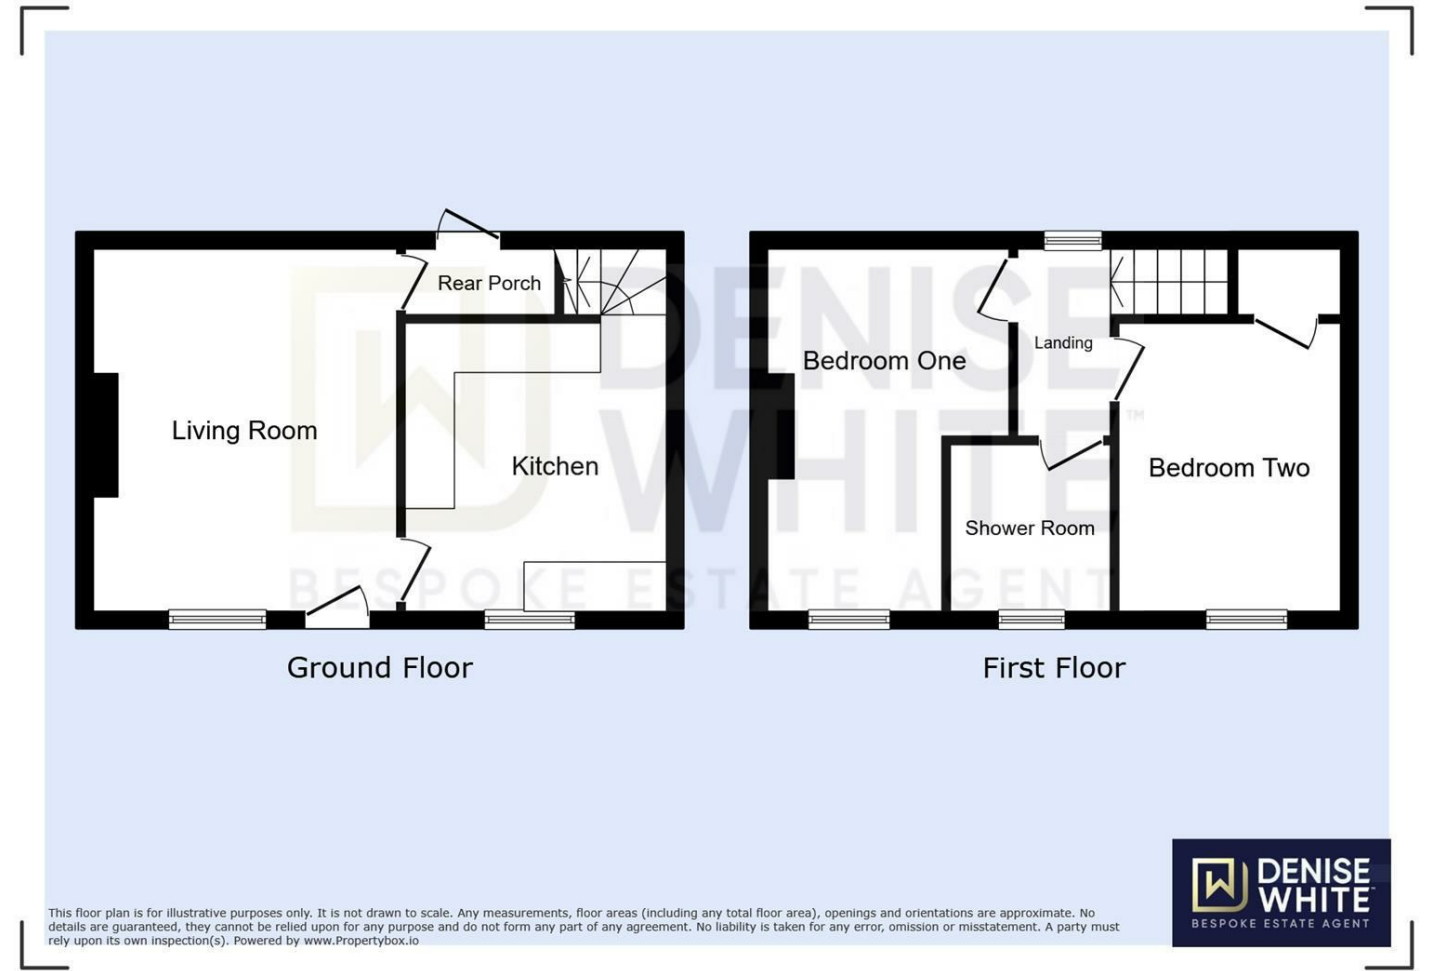 Rear Porch
Living Room
Kitchen
Ground Floor
Landing
Bedroom One
Bedroom Two
Shower Room
First Floor
DENISE
WHITE™
BESPOKE ESTATE AGENT
This floor plan is for illustrative purposes only. It is not drawn to scale. Any measurements, floor areas (including any total floor area), openings and orientations are approximate. No
details are guaranteed, they cannot be relied upon for any purpose and do not form any part of any agreement. No liability is taken for any error, omission or misstatement. A party must
rely upon its own inspection(s). Powered by www.Propertybox.io
DENISE
WHITE™
BESPOKE ESTATE AGENT